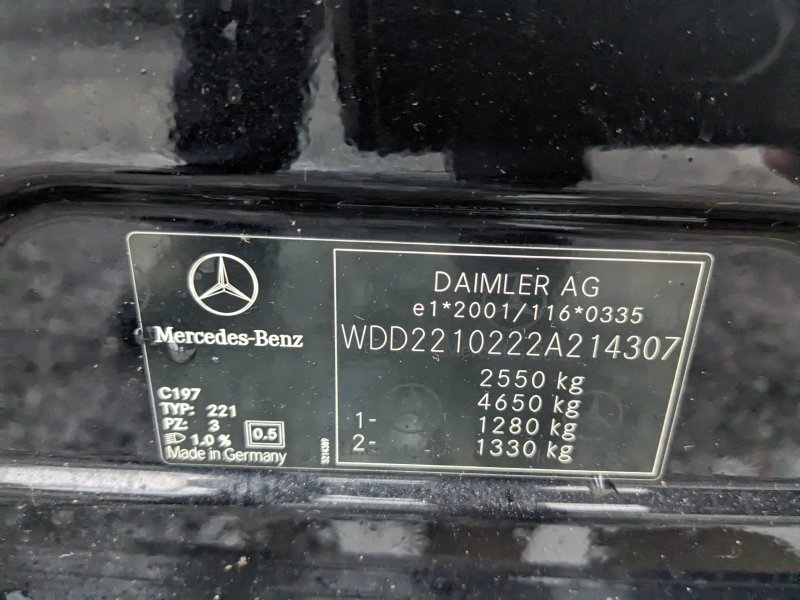 Mercedes-Benz
C197
TYP: 221
PZ: 3
1.0 %
0.5
Made in Germany
DAIMLER AG
e1*2001/116*0335
WDD2210222A214307
2550 kg
4650 kg
1- 1280 kg
2- 1330 kg